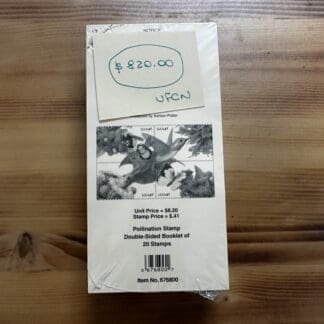 NOTICE
$820.00
UFCN
Unit Price = $8.20
Stamp Price = $.41
Pollination Stamp
Double-Sided Booklet of
20 Stamps
Item No. 676800